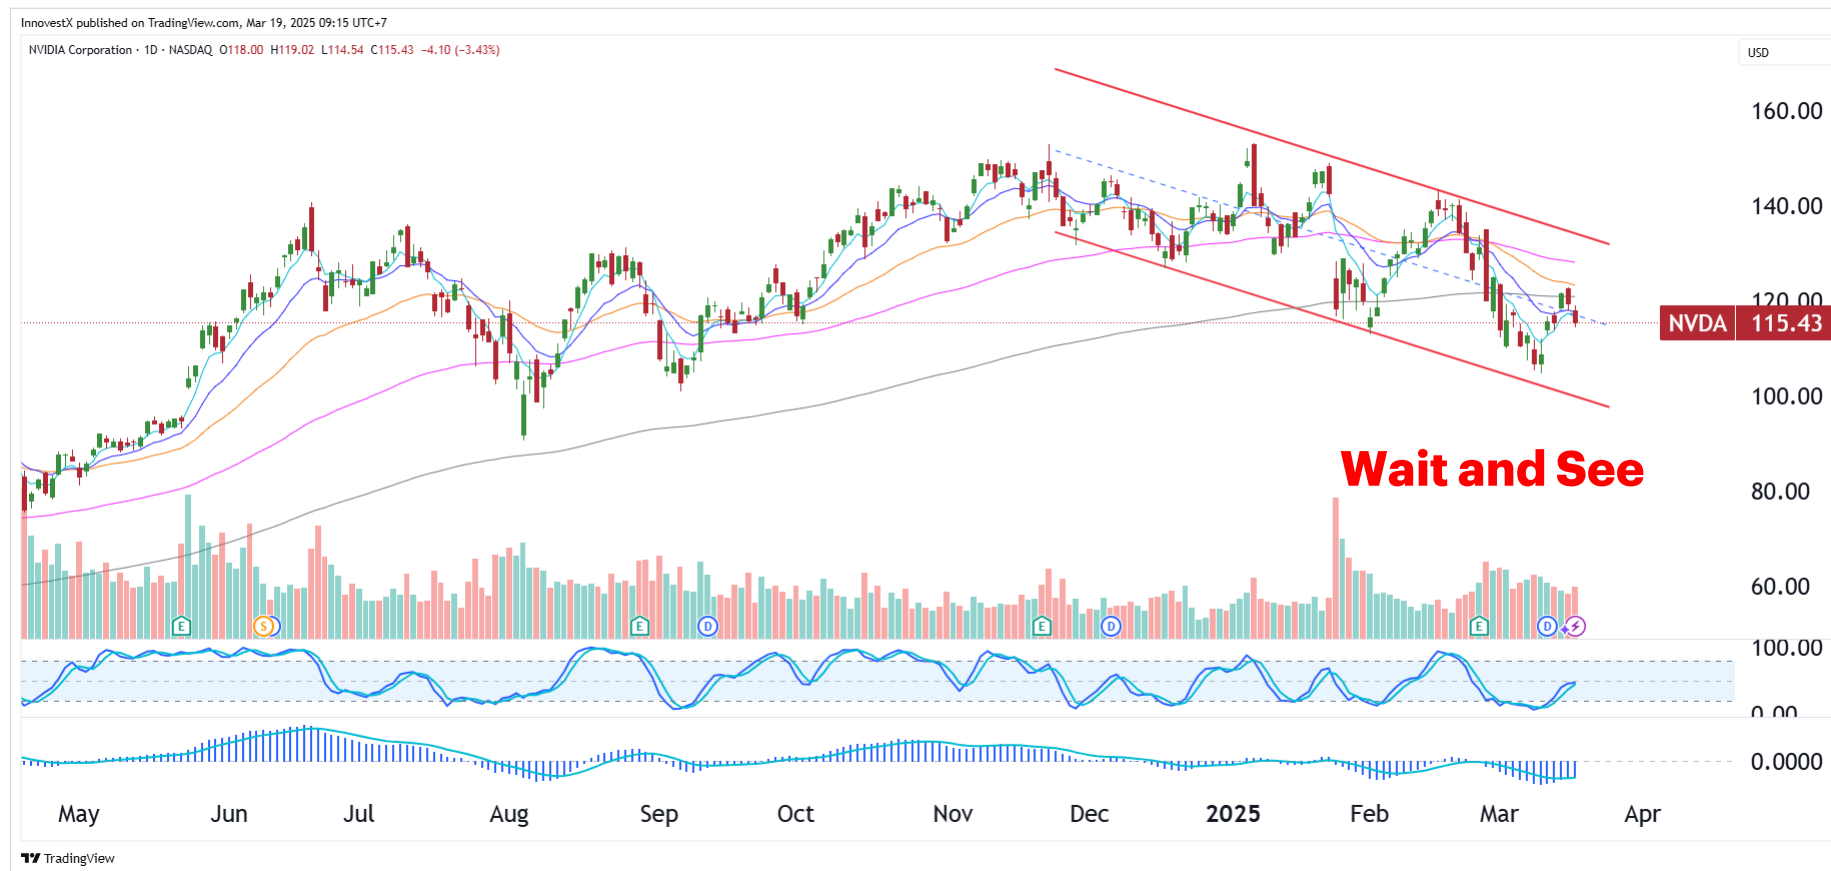 InnovestX published on TradingView.com, Mar 19, 2025 09:15 UTC+7
NVIDIA Corporation · 1D · NASDAQ O118.00 H119.02 L114.54 C115.43 −4.10 (−3.43%)
USD
160.00
140.00
120.00
NVDA 115.43
100.00
Wait and See
80.00
60.00
E S E D E D E D
100.00
0.00
0.0000
May Jun Jul Aug Sep Oct Nov Dec 2025 Feb Mar Apr
TradingView